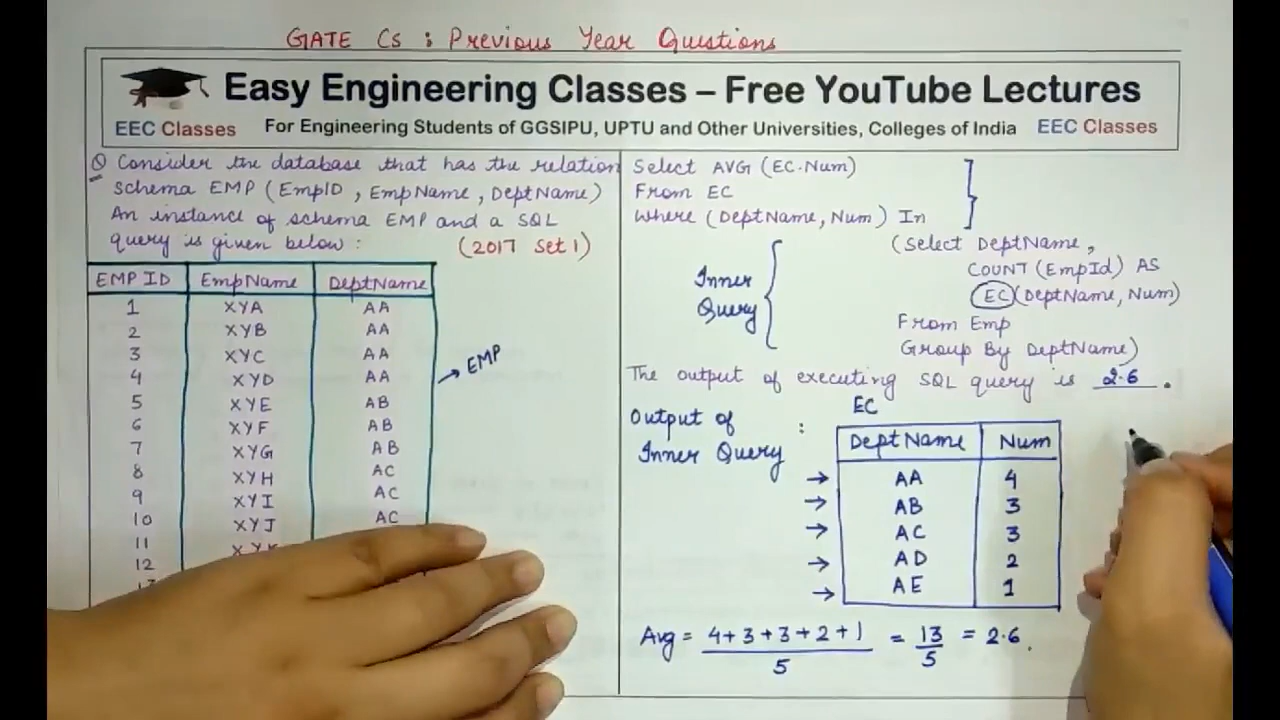 GATE CS : Previous Year Questions
Easy Engineering Classes – Free YouTube Lectures
EEC Classes For Engineering Students of GGSIPU, UPTU and Other Universities, Colleges of India EEC Classes
Q Consider the database that has the relation
schema EMP (EmpID, EmpName, DeptName)
An instance of schema EMP and a SQL
query is given below : (2017 Set 1)
EMP ID EmpName DeptName
1 XYA AA
2 XYB AA
3 XYC AA
4 XYD AA
5 XYE AB
6 XYF AB
7 XYG AB
8 XYH AC
9 XYI AC
10 XYJ AC
11
12
EMP
Select AVG (EC.Num)
From EC
Where (DeptName, Num) In
(Select DeptName,
COUNT (EmpId) AS
EC (DeptName, Num)
From Emp
Group By DeptName)
Inner
Query
The output of executing SQL query is 2.6 .
Output of
Inner Query :
EC
DeptName Num
→ AA 4
→ AB 3
→ AC 3
→ AD 2
→ AE 1
Avg = 4+3+3+2+1 = 13 = 2.6.
5 5